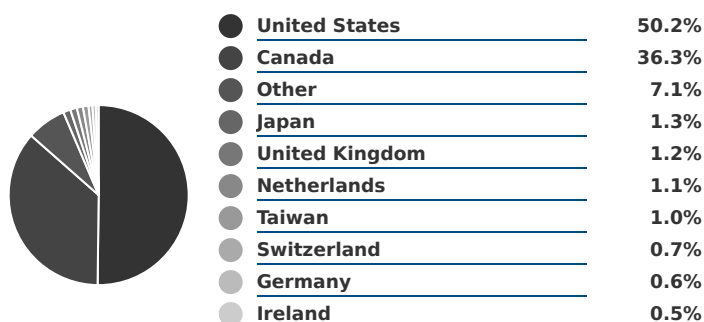 United States 50.2%
Canada 36.3%
Other 7.1%
Japan 1.3%
United Kingdom 1.2%
Netherlands 1.1%
Taiwan 1.0%
Switzerland 0.7%
Germany 0.6%
Ireland 0.5%